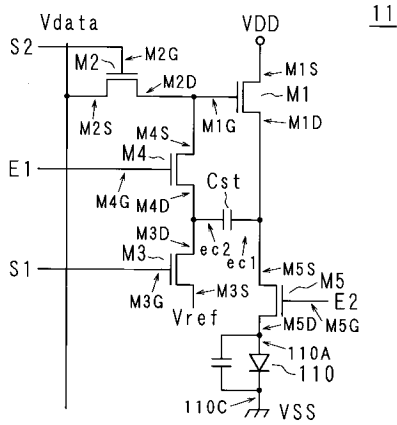 11
Vdata
VDD
S2
M2
M2G
M2D
M1S
M1
M2S
M1G
M1D
M4S
E1
M4
Cst
M4G
M4D
M3D
ec2
ec1
M5S
M3
M5
S1
E2
M3G
M3S
M5G
Vref
M5D
110A
110
110C
VSS